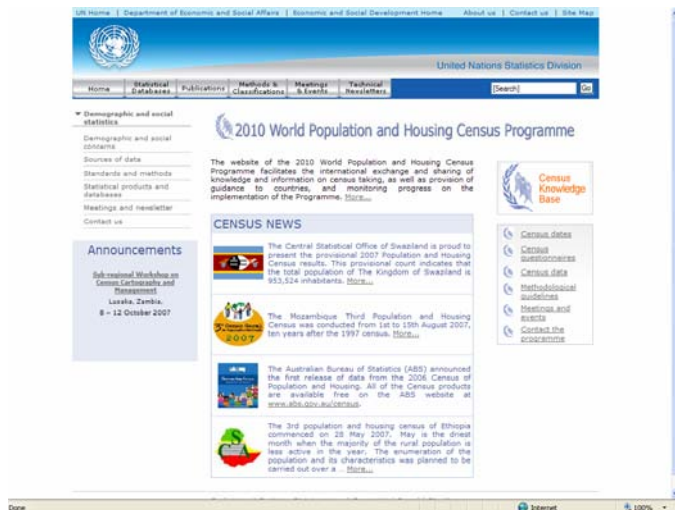 UN Home | Department of Economic and Social Affairs | Economic and Social Development Home About us | Contact us | Site Map
United Nations Statistics Division
Home
Statistical Databases
Publications
Methods & Classifications
Meetings & Events
Technical Newsletters
[Search] Go
Demographic and social
statistics
Demographic and social
concerns
Sources of data
Standards and methods
Statistical products and
databases
Meetings and newsletter
Contact us
Announcements
Sub-regional Workshop on
Census Cartography and
Management
Lusaka, Zambia.
8 - 12 October 2007
2010 World Population and Housing Census Programme
The website of the 2010 World Population and Housing Census
Programme facilitates the international exchange and sharing of
knowledge and information on census taking, as well as provision of
guidance to countries, and monitoring progress on the
implementation of the Programme. More...
CENSUS NEWS
The Central Statistical Office of Swaziland is proud to
present the provisional 2007 Population and Housing
Census results. This provisional count indicates that
the total population of The Kingdom of Swaziland is
953,524 inhabitants. More...
2007
The Mozambique Third Population and Housing
Census was conducted from 1st to 15th August 2007,
ten years after the 1997 census. More...
The Australian Bureau of Statistics (ABS) announced
the first release of data from the 2006 Census of
Population and Housing. All of the Census products
are available free on the ABS website at
www.abs.gov.au/census.
The 3rd population and housing census of Ethiopia
commenced on 28 May 2007. May is the driest
month when the majority of the rural population is
less active in the year. The enumeration of the
population and its characteristics was planned to be
carried out over a .. More...
Census
Knowledge
Base
Census dates
Census
questionnaires
Census data
Methodological
guidelines
Meetings and
events
Contact the
programme
Done
Internet
100%